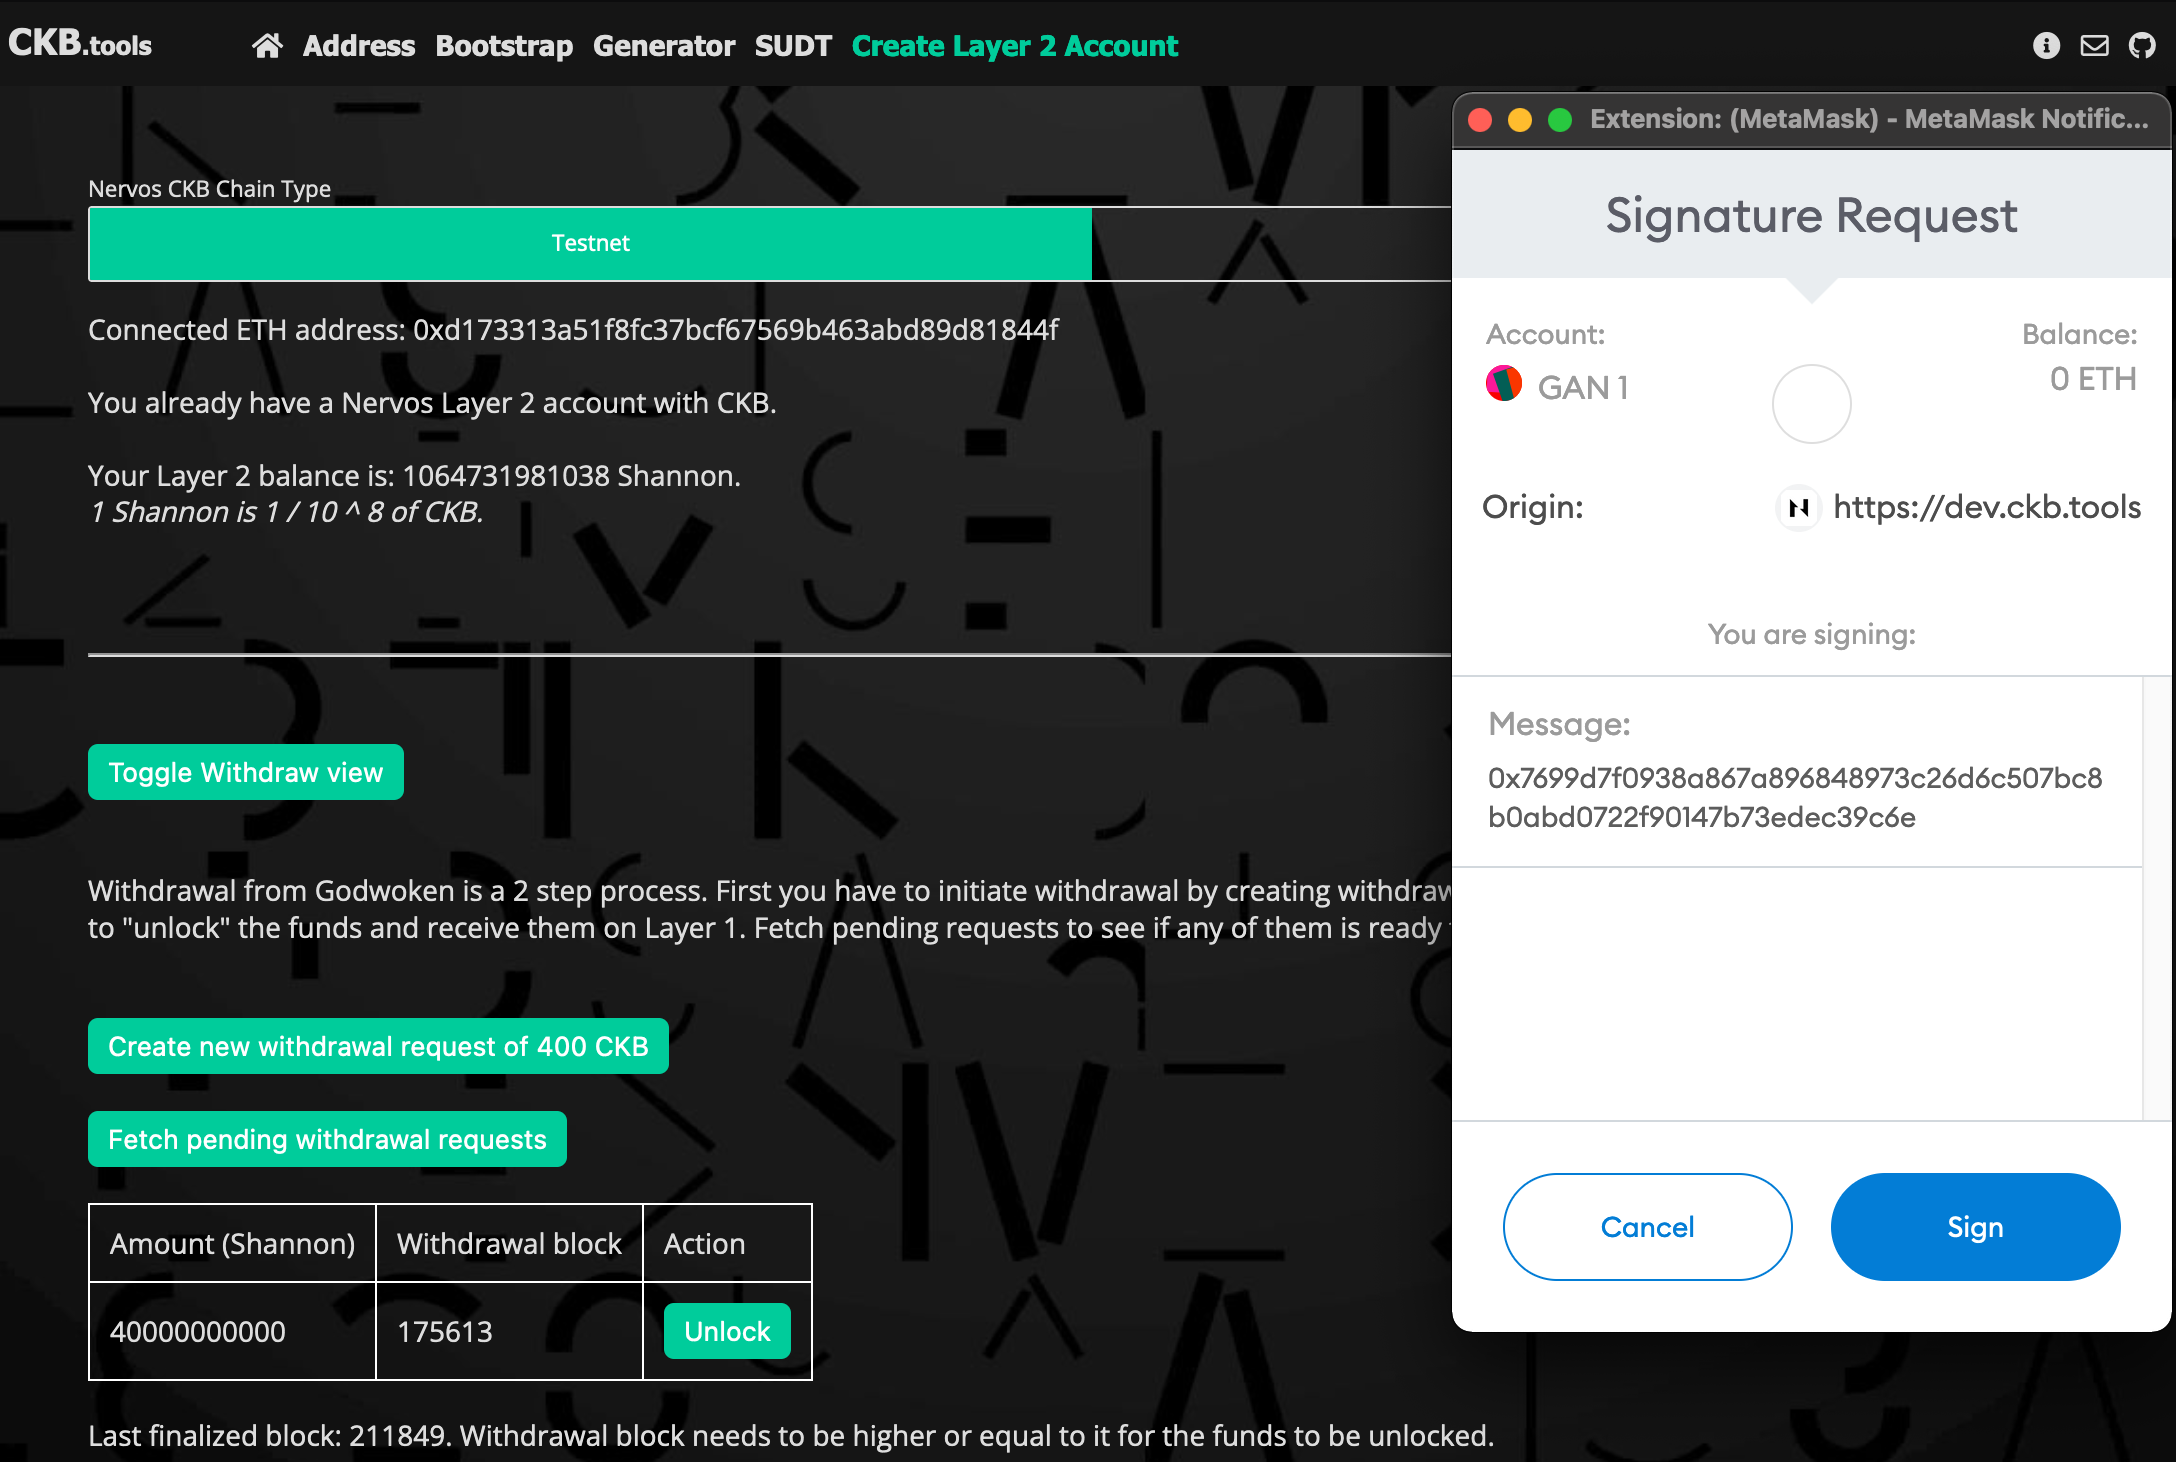 CKB.tools
Address Bootstrap Generator SUDT Create Layer 2 Account
Nervos CKB Chain Type
Testnet
Connected ETH address: 0xd173313a51f8fc37bcf67569b463abd89d81844f
You already have a Nervos Layer 2 account with CKB.
Your Layer 2 balance is: 1064731981038 Shannon.
1 Shannon is 1 / 10 ^ 8 of CKB.
Toggle Withdraw view
Withdrawal from Godwoken is a 2 step process. First you have to initiate withdrawal by creating withdraw
to "unlock" the funds and receive them on Layer 1. Fetch pending requests to see if any of them is ready
Create new withdrawal request of 400 CKB
Fetch pending withdrawal requests
Amount (Shannon) Withdrawal block Action
40000000000 175613 Unlock
Last finalized block: 211849. Withdrawal block needs to be higher or equal to it for the funds to be unlocked.
Extension: (MetaMask) - MetaMask Notific...
Signature Request
Account: Balance:
GAN 1 0 ETH
Origin: https://dev.ckb.tools
You are signing:
Message:
0x7699d7f0938a867a896848973c26d6c507bc8
b0abd0722f90147b73edec39c6e
Cancel Sign